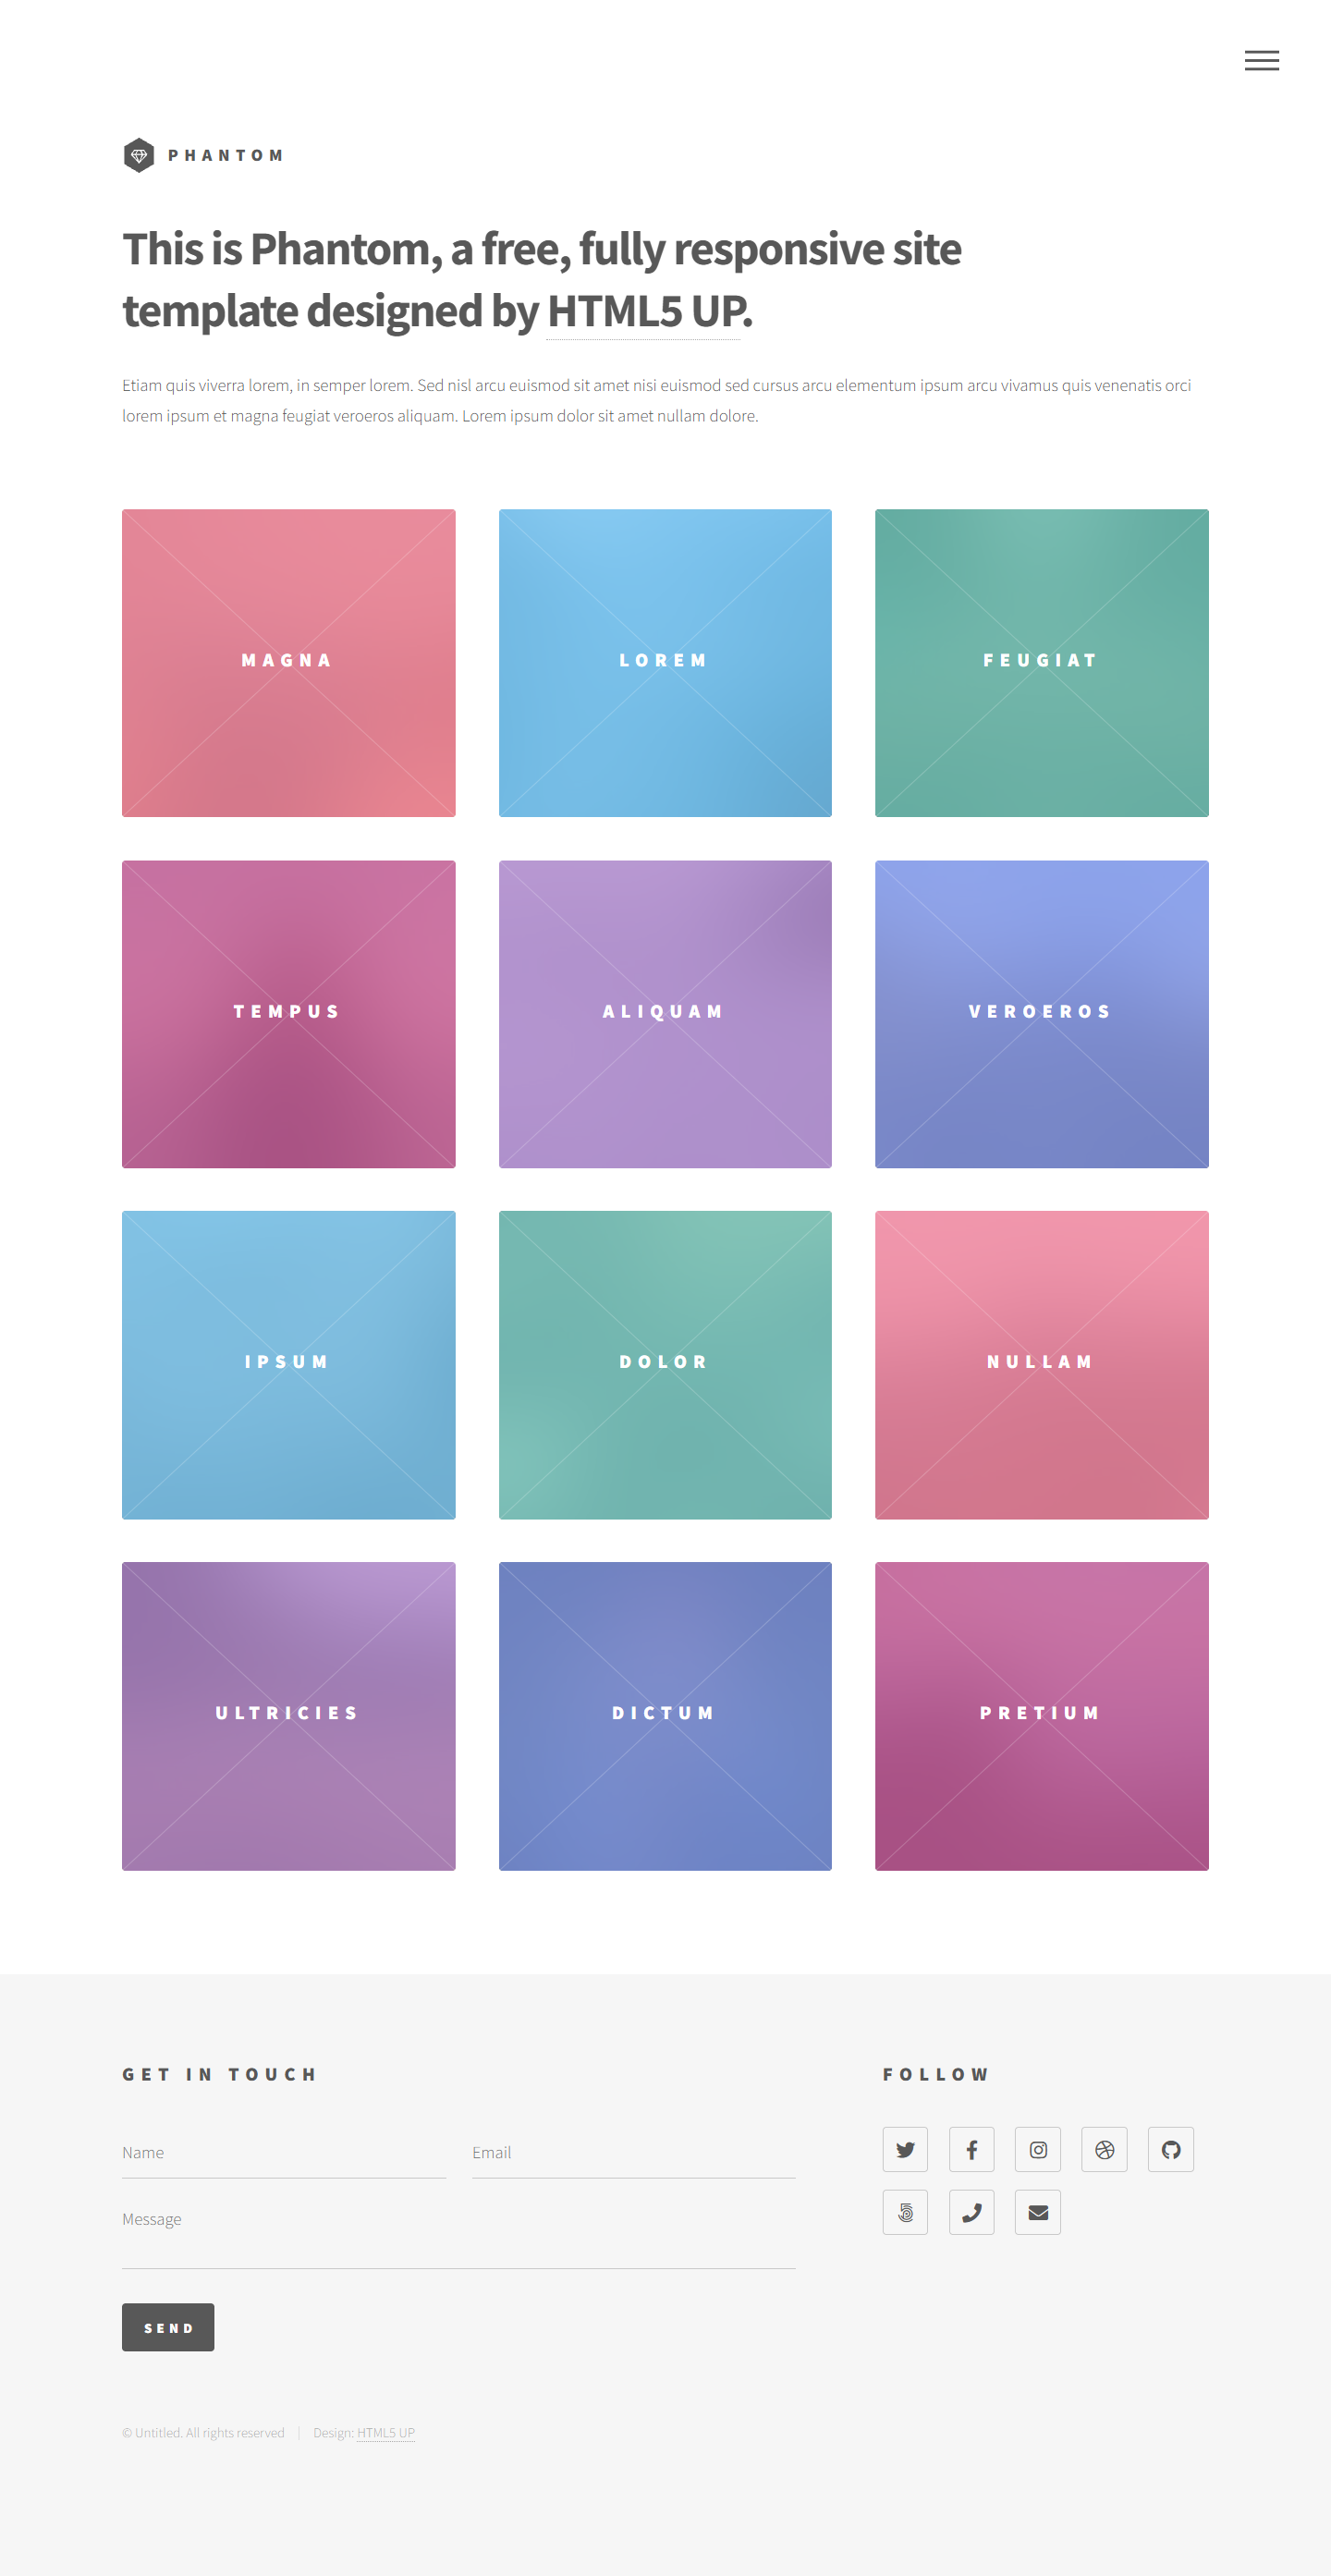 PHANTOM
This is Phantom, a free, fully responsive site
template designed by HTML5 UP.
Etiam quis viverra lorem, in semper lorem. Sed nisl arcu euismod sit amet nisi euismod sed cursus arcu elementum ipsum arcu vivamus quis venenatis orci
lorem ipsum et magna feugiat veroeros aliquam. Lorem ipsum dolor sit amet nullam dolore.
MAGNA
LOREM
FEUGIAT
TEMPUS
ALIQUAM
VEROEROS
IPSUM
DOLOR
NULLAM
ULTRICIES
DICTUM
PRETIUM
GET IN TOUCH
Name
Email
Message
SEND
FOLLOW
© Untitled. All rights reserved | Design: HTML5 UP